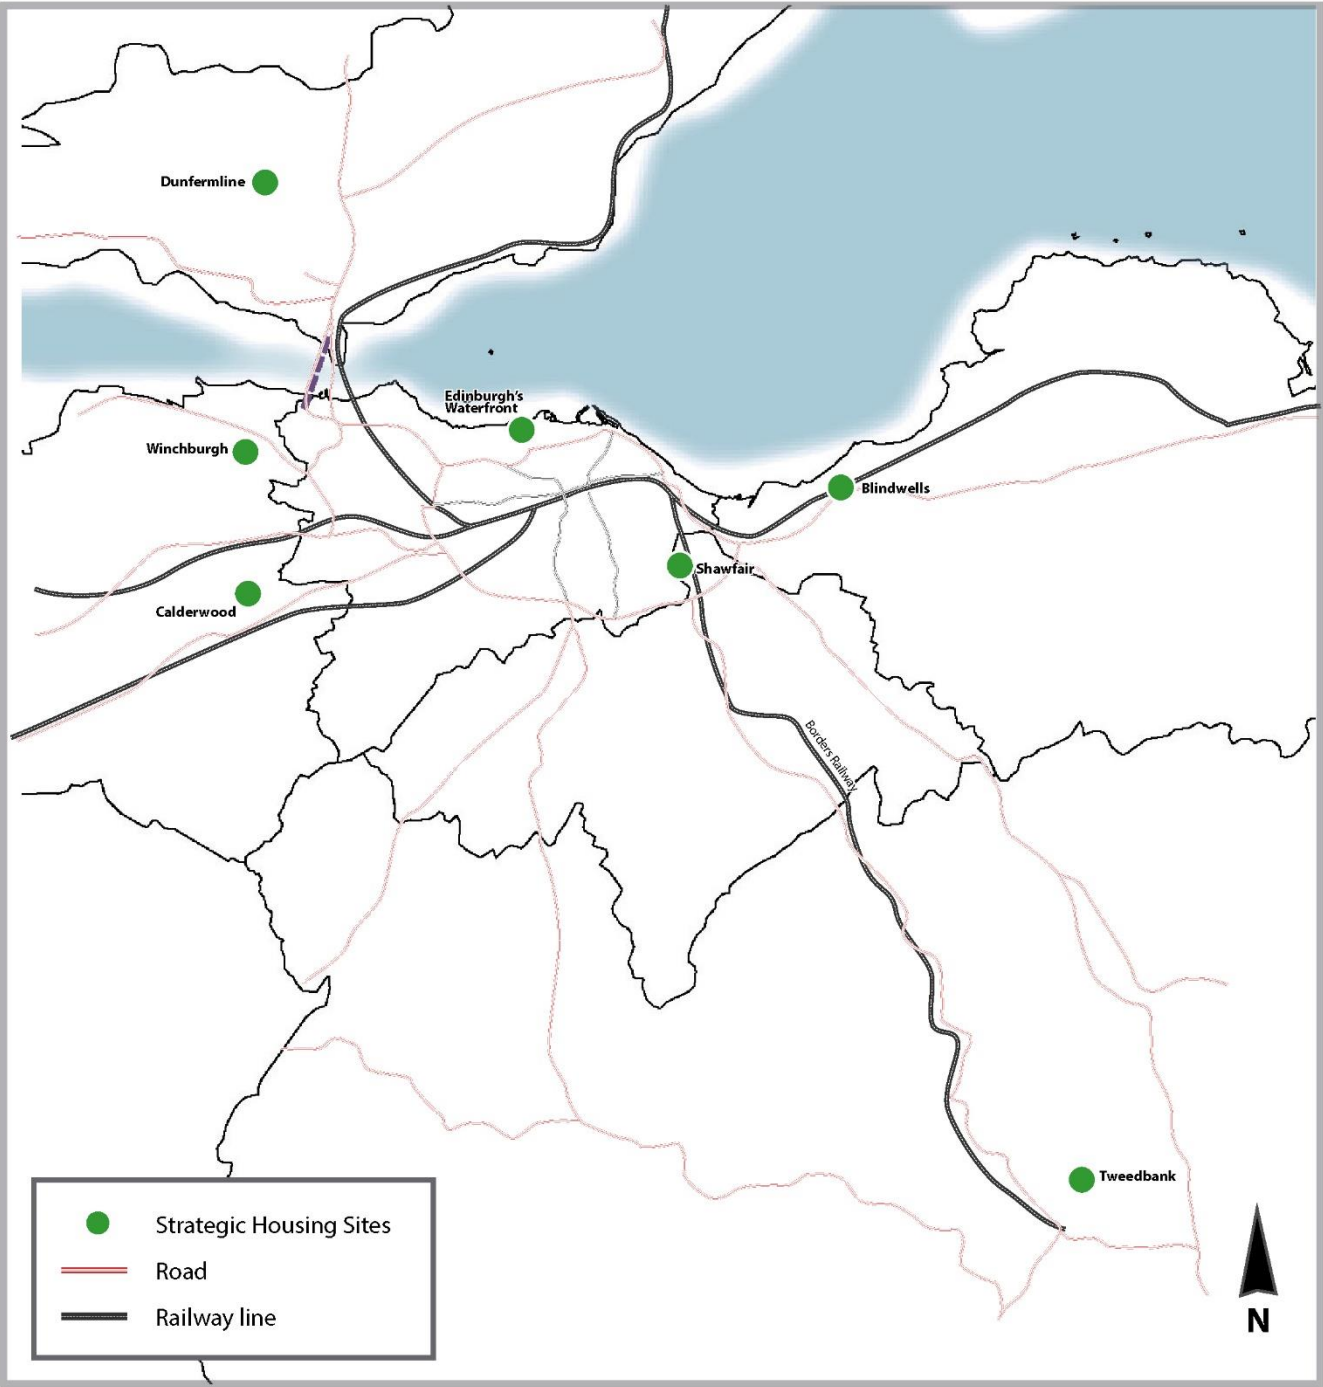 Dunfermline
Edinburgh's
Waterfront
Winchburgh
Blindwells
Shawfair
Calderwood
Borders Railway
Tweedbank
Strategic Housing Sites
Road
Railway line
N